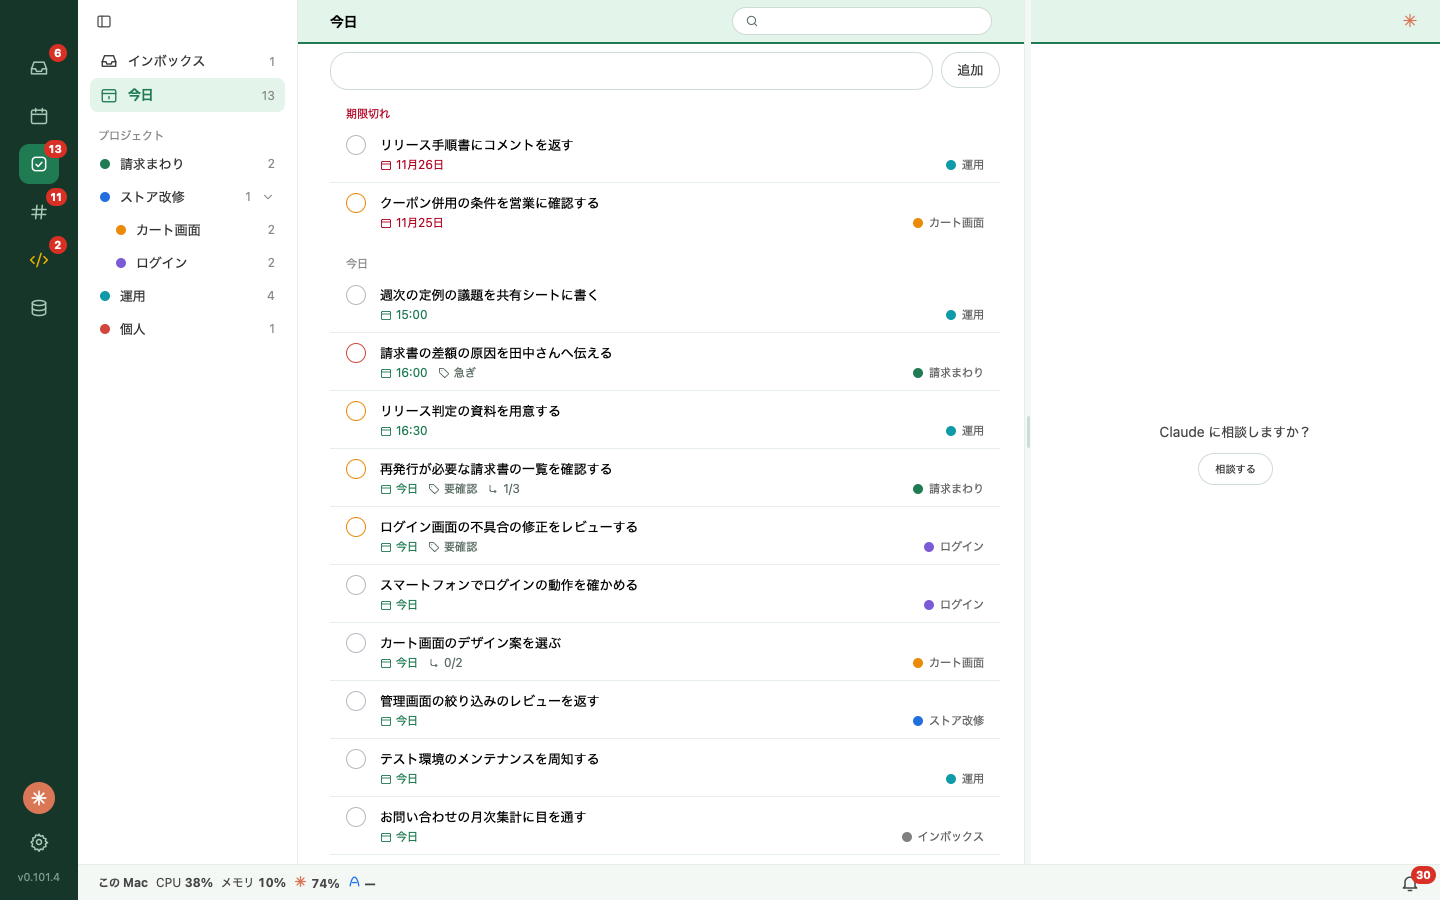 6
13
11
2
v0.101.4
インボックス 1
今日 13
プロジェクト
請求まわり 2
ストア改修 1
カート画面 2
ログイン 2
運用 4
個人 1
今日
追加
期限切れ
リリース手順書にコメントを返す
11月26日 運用
クーポン併用の条件を営業に確認する
11月25日 カート画面
今日
週次の定例の議題を共有シートに書く
15:00 運用
請求書の差額の原因を田中さんへ伝える
16:00 急ぎ 請求まわり
リリース判定の資料を用意する
16:30 運用
再発行が必要な請求書の一覧を確認する
今日 要確認 1/3 請求まわり
ログイン画面の不具合の修正をレビューする
今日 要確認 ログイン
スマートフォンでログインの動作を確かめる
今日 ログイン
カート画面のデザイン案を選ぶ
今日 0/2 カート画面
管理画面の絞り込みのレビューを返す
今日 ストア改修
テスト環境のメンテナンスを周知する
今日 運用
お問い合わせの月次集計に目を通す
今日 インボックス
Claude に相談しますか？
相談する
この Mac CPU 38% メモリ 10% 74% —
30